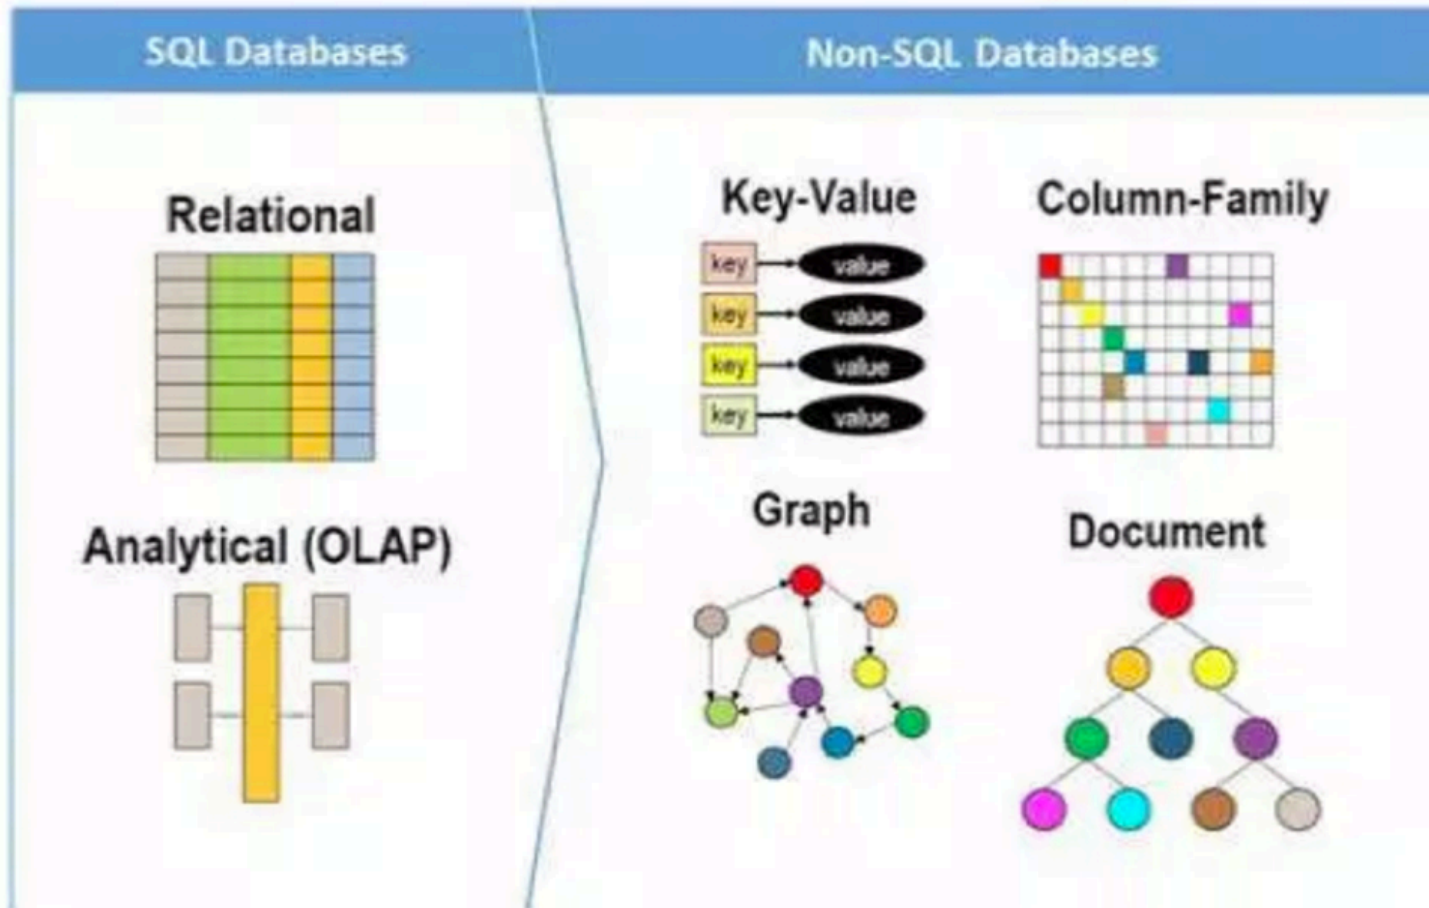 SQL Databases
Non-SQL Databases
Relational
Analytical (OLAP)
Key-Value
key value
key value
key value
key value
Column-Family
Graph
Document